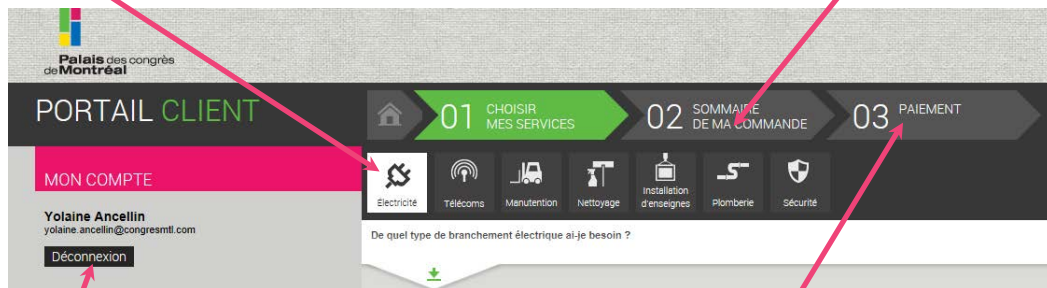 Palais des congrès
de Montréal
PORTAIL CLIENT
01 CHOISIR
MES SERVICES
02 SOMMAIRE
DE MA COMMANDE
03 PAIEMENT
MON COMPTE
Électricité
Télécoms
Manutention
Nettoyage
Installation
d'enseignes
Plomberie
Sécurité
Yolaine Ancellin
yolaine.ancellin@congresmtl.com
Déconnexion
De quel type de branchement électrique ai-je besoin ?